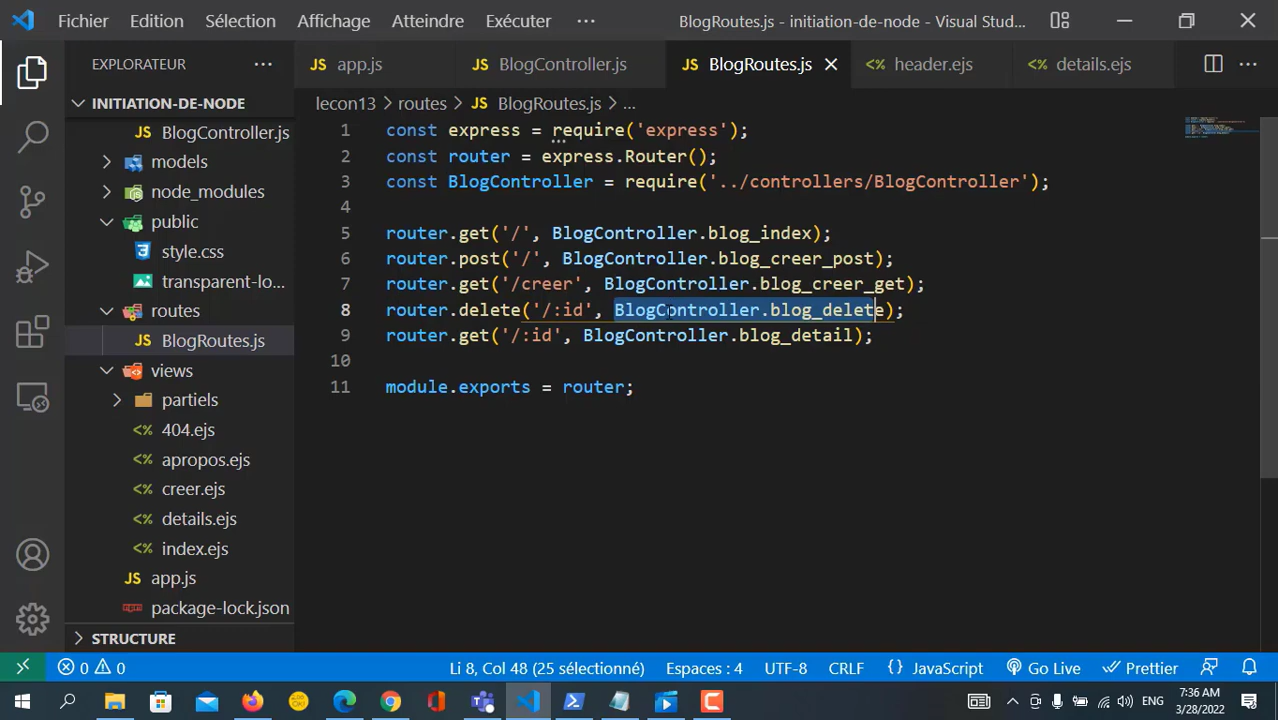 Fichier Edition Sélection Affichage Atteindre Exécuter ··· BlogRoutes.js - initiation-de-node - Visual Stud...
EXPLORATEUR ···
JS app.js JS BlogController.js JS BlogRoutes.js <% header.ejs <% details.ejs ···
INITIATION-DE-NODE
JS BlogController.js
models
node_modules
public
style.css
transparent-lo...
routes
JS BlogRoutes.js
views
partiels
<% 404.ejs
<% apropos.ejs
<% creer.ejs
<% details.ejs
<% index.ejs
JS app.js
package-lock.json
STRUCTURE
lecon13 > routes > JS BlogRoutes.js > ...
1 const express = require('express');
2 const router = express.Router();
3 const BlogController = require('../controllers/BlogController');
4
5 router.get('/', BlogController.blog_index);
6 router.post('/', BlogController.blog_creer_post);
7 router.get('/creer', BlogController.blog_creer_get);
8 router.delete('/:id', BlogController.blog_delete);
9 router.get('/:id', BlogController.blog_detail);
10
11 module.exports = router;
0 0 Li 8, Col 48 (25 sélectionné) Espaces : 4 UTF-8 CRLF {} JavaScript Go Live Prettier
ENG 7:36 AM
3/28/2022